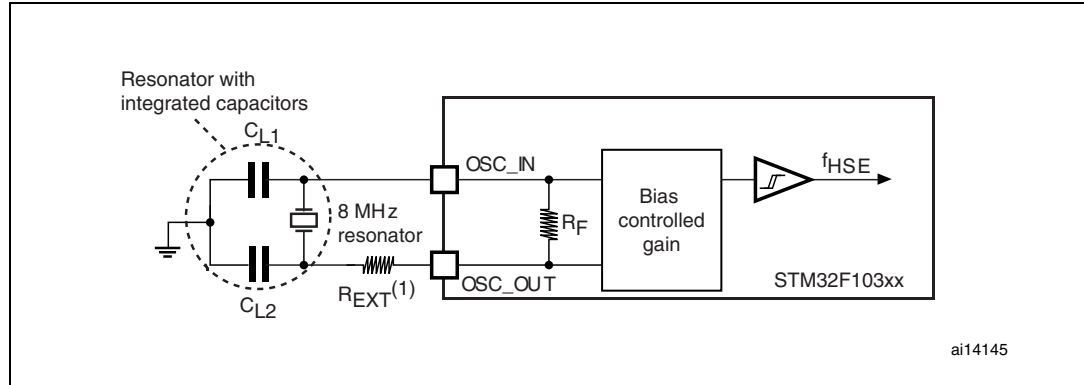 Resonator with
integrated capacitors
CL1
OSC_IN
fHSE
8 MHz
resonator
RF
Bias
controlled
gain
REXT(1)
OSC_OUT
STM32F103xx
CL2
ai14145